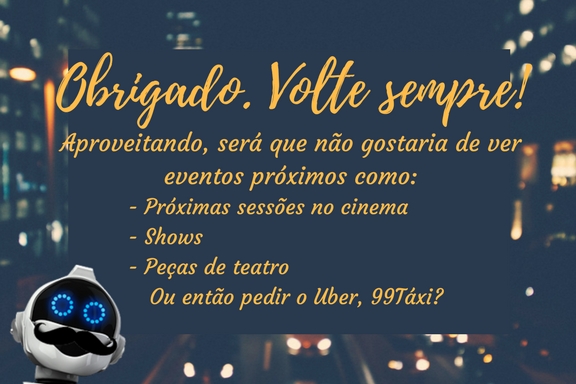 Obrigado. Volte sempre!
Aproveitando, será que não gostaria de ver
eventos próximos como:
- Próximas sessões no cinema
- Shows
- Peças de teatro
Ou então pedir o Uber, 99Táxi?